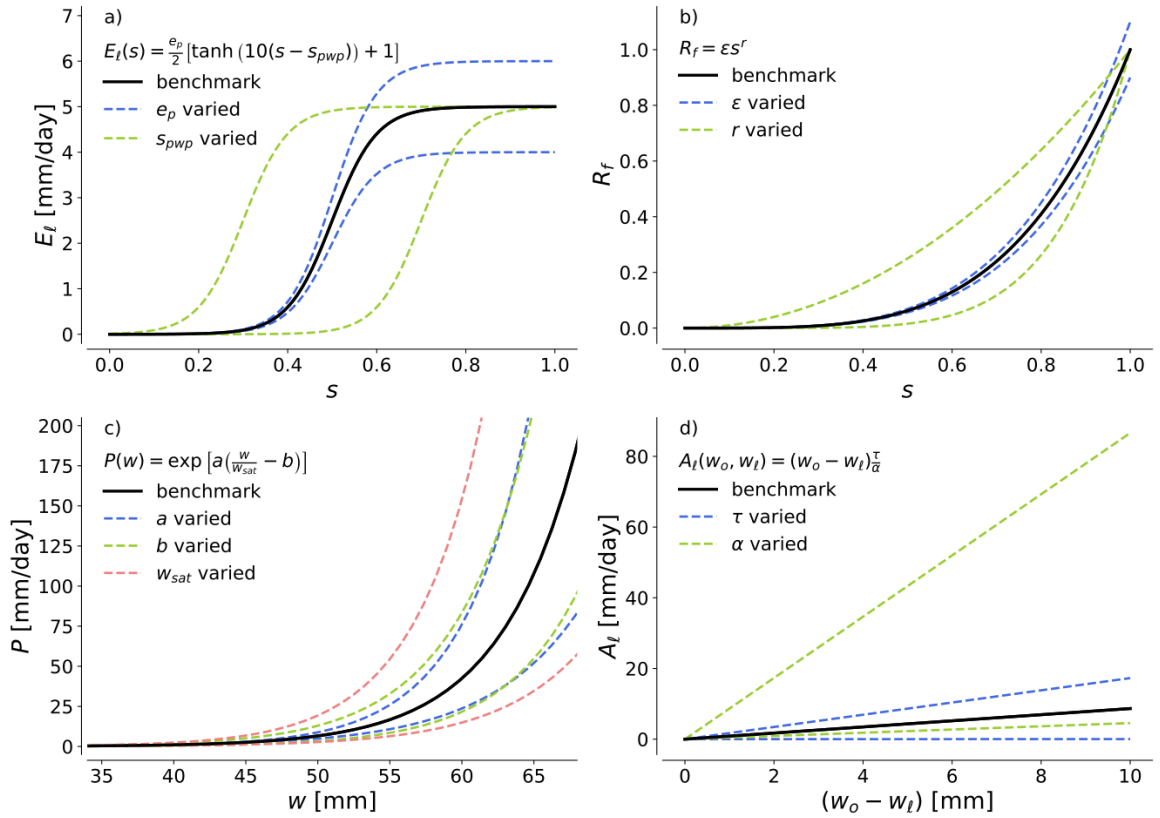 a)
E_ℓ(s) = e_p/2 [tanh (10(s − s_pwp)) + 1]
benchmark
e_p varied
s_pwp varied
7
6
5
4
3
2
1
0
E_ℓ [mm/day]
0.0 0.2 0.4 0.6 0.8 1.0
s
b)
R_f = εs^r
benchmark
ε varied
r varied
1.0
0.8
0.6
0.4
0.2
0.0
R_f
0.0 0.2 0.4 0.6 0.8 1.0
s
c)
P(w) = exp [a(w/w_sat − b)]
benchmark
a varied
b varied
w_sat varied
200
175
150
125
100
75
50
25
0
P [mm/day]
35 40 45 50 55 60 65
w [mm]
d)
A_ℓ(w_o, w_ℓ) = (w_o − w_ℓ)τ/α
benchmark
τ varied
α varied
80
60
40
20
0
A_ℓ [mm/day]
0 2 4 6 8 10
(w_o − w_ℓ) [mm]